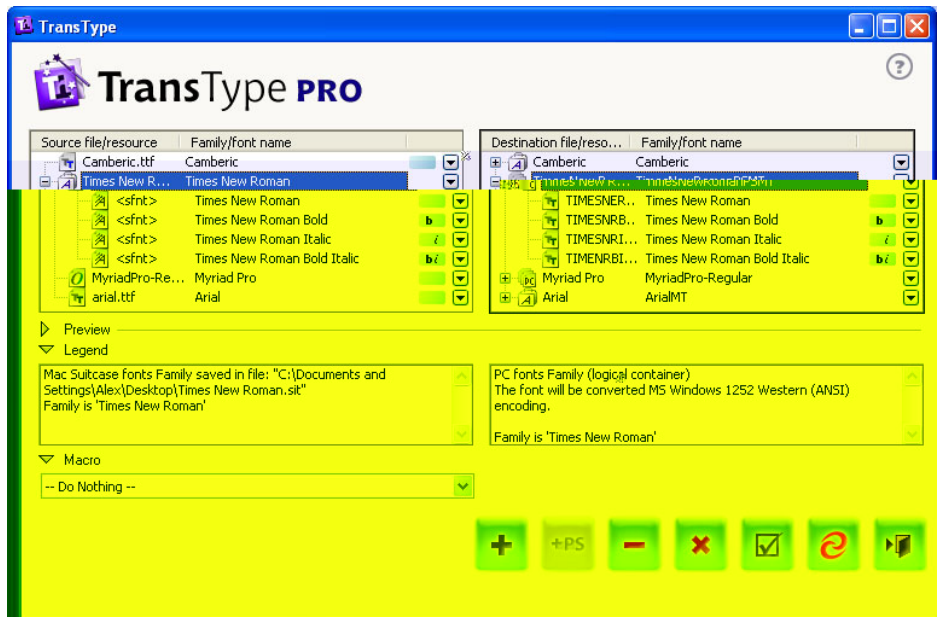 TransType
TransType PRO
Source file/resource Family/font name
Camberic.ttf Camberic
Times New R... Times New Roman
<sfnt> Times New Roman
<sfnt> Times New Roman Bold b
<sfnt> Times New Roman Italic i
<sfnt> Times New Roman Bold Italic bi
MyriadPro-Re... Myriad Pro
arial.ttf Arial
Destination file/reso... Family/font name
Camberic Camberic
TIMESNER.. Times New Roman
TIMESNRB.. Times New Roman Bold b
TIMESNRI... Times New Roman Italic i
TIMENRBI... Times New Roman Bold Italic bi
Myriad Pro MyriadPro-Regular
Arial ArialMT
Preview
Legend
Mac Suitcase fonts Family saved in file: "C:\Documents and
Settings\Alex\Desktop\Times New Roman.sit"
Family is 'Times New Roman'
PC fonts Family (logical container)
The font will be converted MS Windows 1252 Western (ANSI)
encoding.
Family is 'Times New Roman'
Macro
-- Do Nothing --
+PS